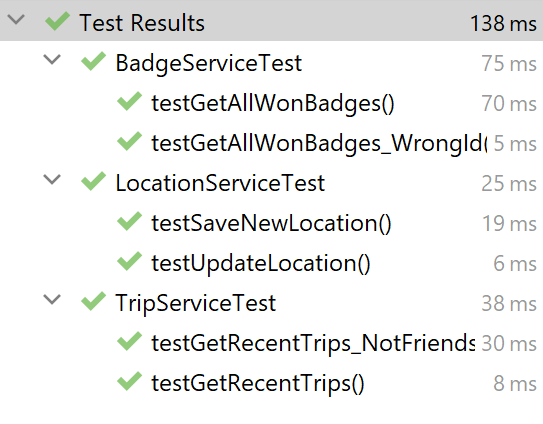 Test Results 138 ms
BadgeServiceTest 75 ms
testGetAllWonBadges() 70 ms
testGetAllWonBadges_WrongId( 5 ms
LocationServiceTest 25 ms
testSaveNewLocation() 19 ms
testUpdateLocation() 6 ms
TripServiceTest 38 ms
testGetRecentTrips_NotFriends 30 ms
testGetRecentTrips() 8 ms